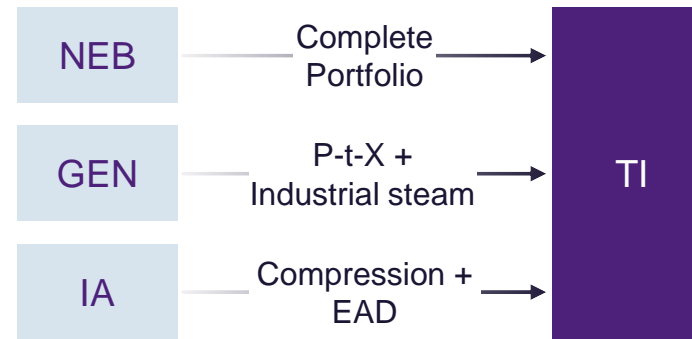 NEB
Complete
Portfolio
GEN
P-t-X +
Industrial steam
TI
IA
Compression +
EAD